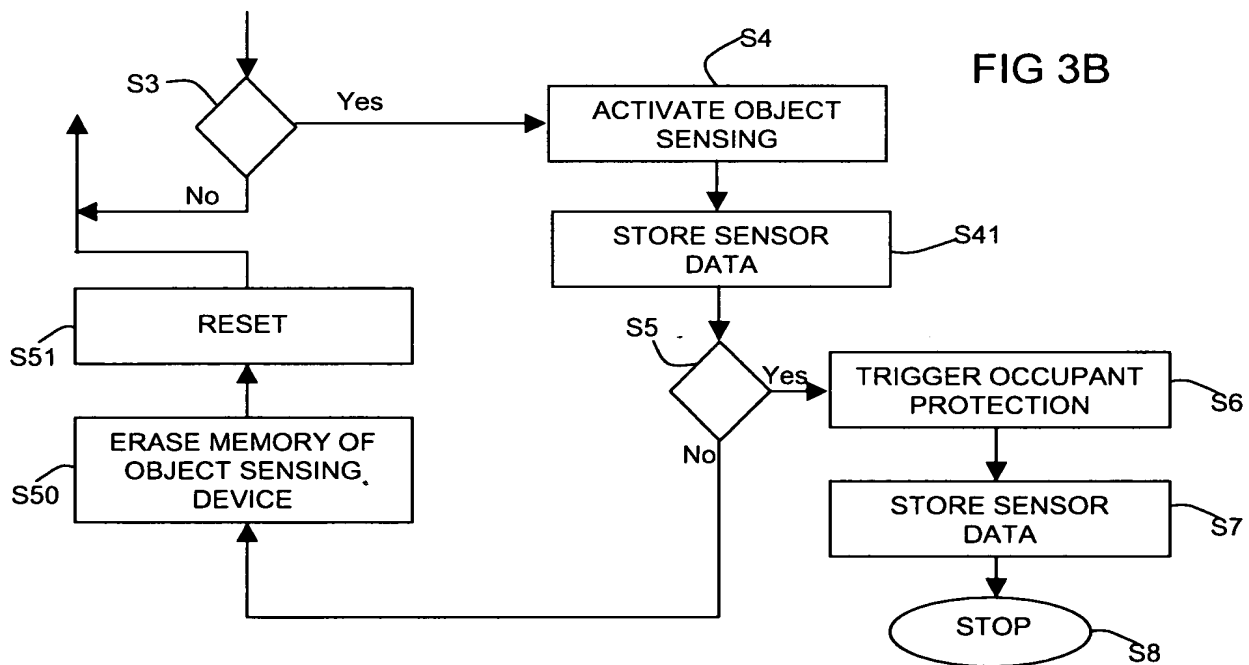 S4
FIG 3B
S3
Yes
ACTIVATE OBJECT
SENSING
No
STORE SENSOR
DATA
S41
RESET
S51
S5
Yes
TRIGGER OCCUPANT
PROTECTION
S6
No
ERASE MEMORY OF
OBJECT SENSING
DEVICE
S50
STORE SENSOR
DATA
S7
STOP
S8